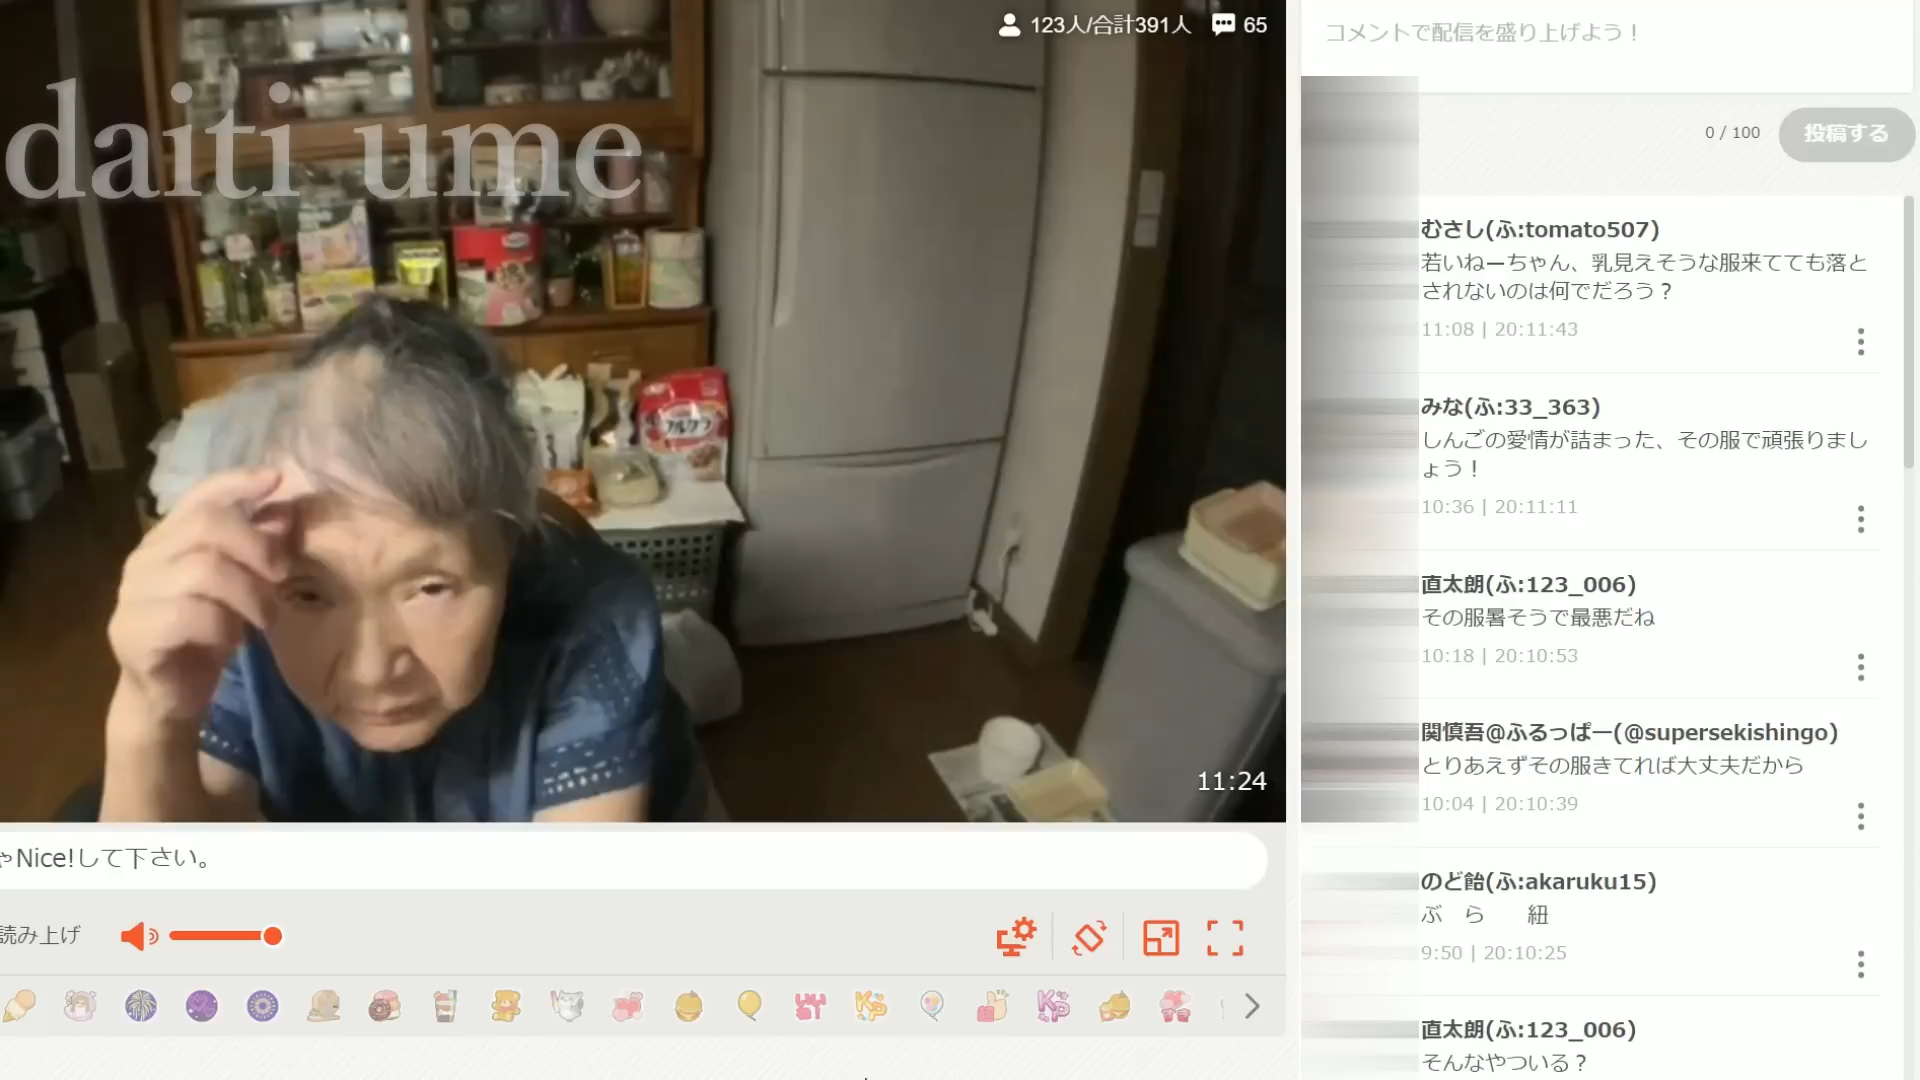 123人/合計391人 65
daiti ume
フルグラ
11:24
ゃNice!して下さい。
読み上げ
コメントで配信を盛り上げよう！
0 / 100 投稿する
むさし(ふ:tomato507)
若いねーちゃん、乳見えそうな服来てても落と
されないのは何でだろう？
11:08 | 20:11:43
みな(ふ:33_363)
しんごの愛情が詰まった、その服で頑張りまし
ょう！
10:36 | 20:11:11
直太朗(ふ:123_006)
その服暑そうで最悪だね
10:18 | 20:10:53
関慎吾@ふるっぱー(@supersekishingo)
とりあえずその服きてれば大丈夫だから
10:04 | 20:10:39
のど飴(ふ:akaruku15)
ぶ ら 紐
9:50 | 20:10:25
直太朗(ふ:123_006)
そんなやついる？